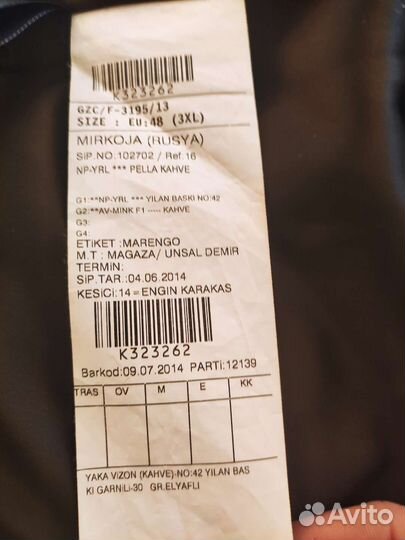 K323262
GZC/F-3195/13
SIZE : EU:48 (3XL)
MIRKOJA (RUSYA)
SIP.NO.:102702 / Ref.16
NP-YRL *** PELLA KAHVE
G1:**NP-YRL *** YILAN BASKI NO:42
G2:**AV-MINK F1 ----- KAHVE
G3:
G4:
ETIKET :MARENGO
M.T : MAGAZA/ UNSAL DEMIR
TERMIN:
SIP.TAR.:04.06.2014
KESICI:14=ENGIN KARAKAS
K323262
Barkod:09.07.2014 PARTI:12139
TRAS OV M E KK
YAKA VIZON (KAHVE)-NO:42 YILAN BAS
KI GARNILI-30 GR.ELYAFLI
Avito